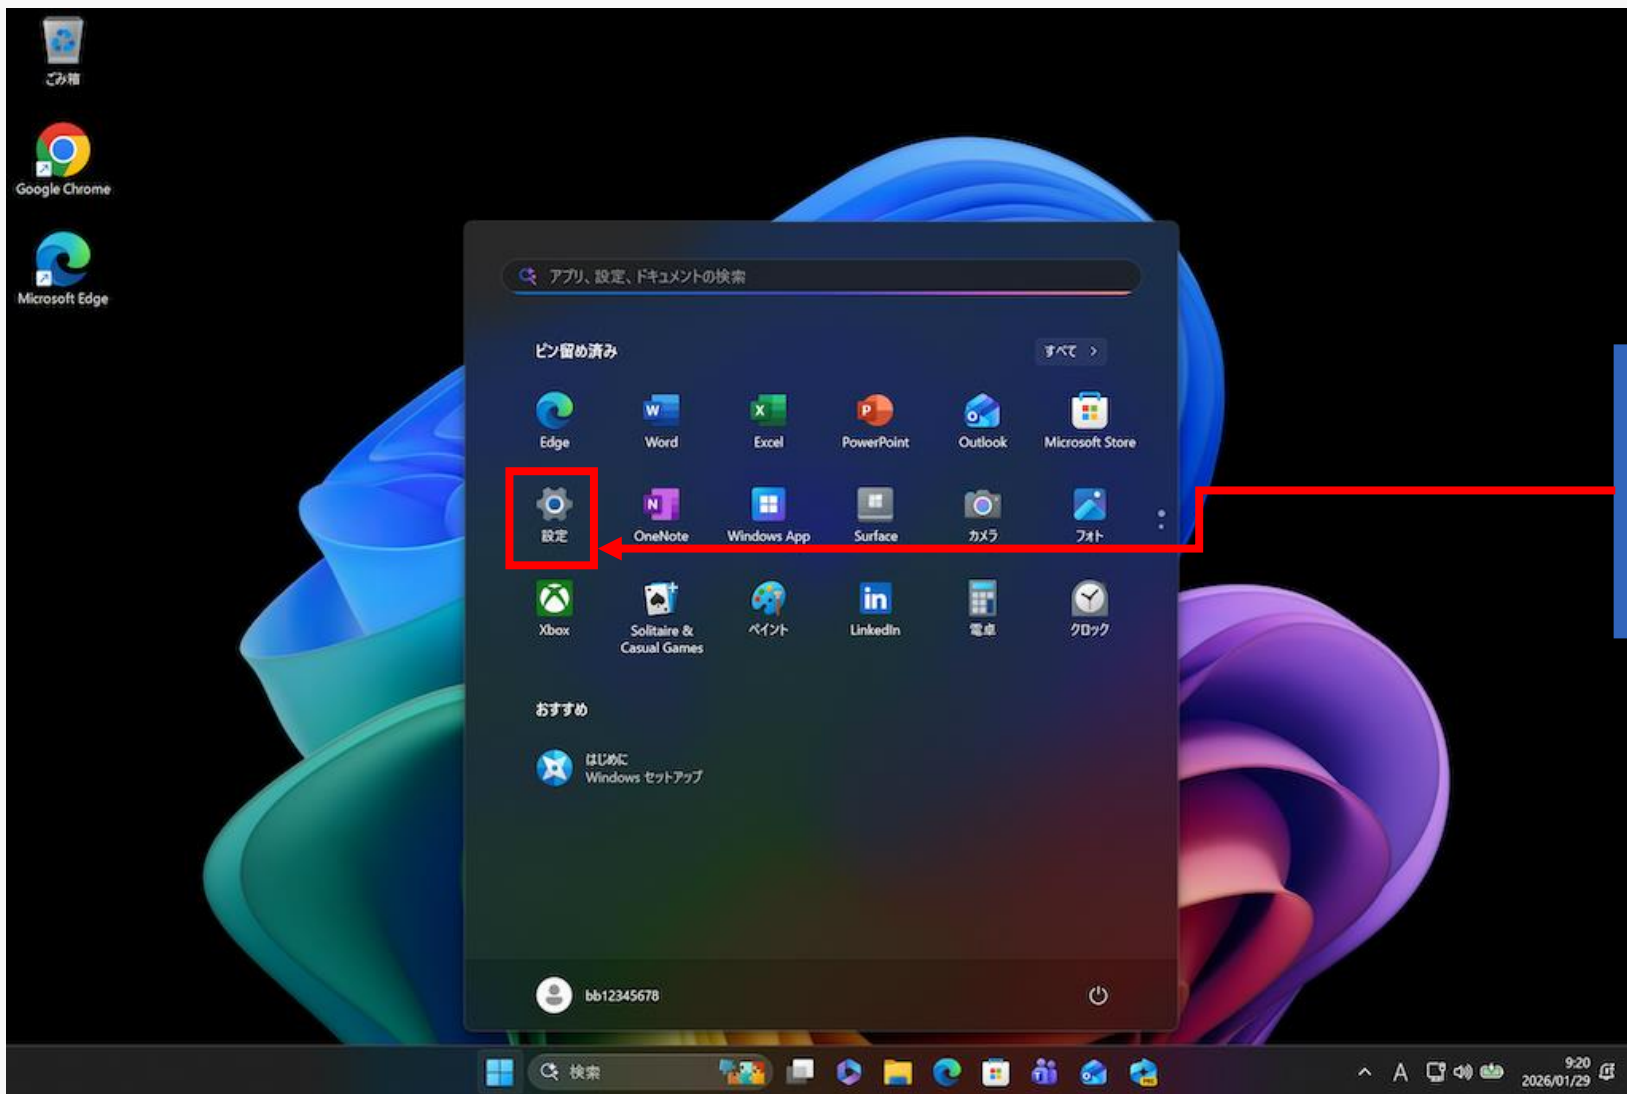 ごみ箱
Google Chrome
Microsoft Edge
アプリ、設定、ドキュメントの検索
ピン留め済み
すべて >
Edge
Word
Excel
PowerPoint
Outlook
Microsoft Store
設定
OneNote
Windows App
Surface
カメラ
フォト
Xbox
Solitaire &
Casual Games
ペイント
LinkedIn
電卓
クロック
おすすめ
はじめに
Windows セットアップ
bb12345678
検索
A
9:20
2026/01/29